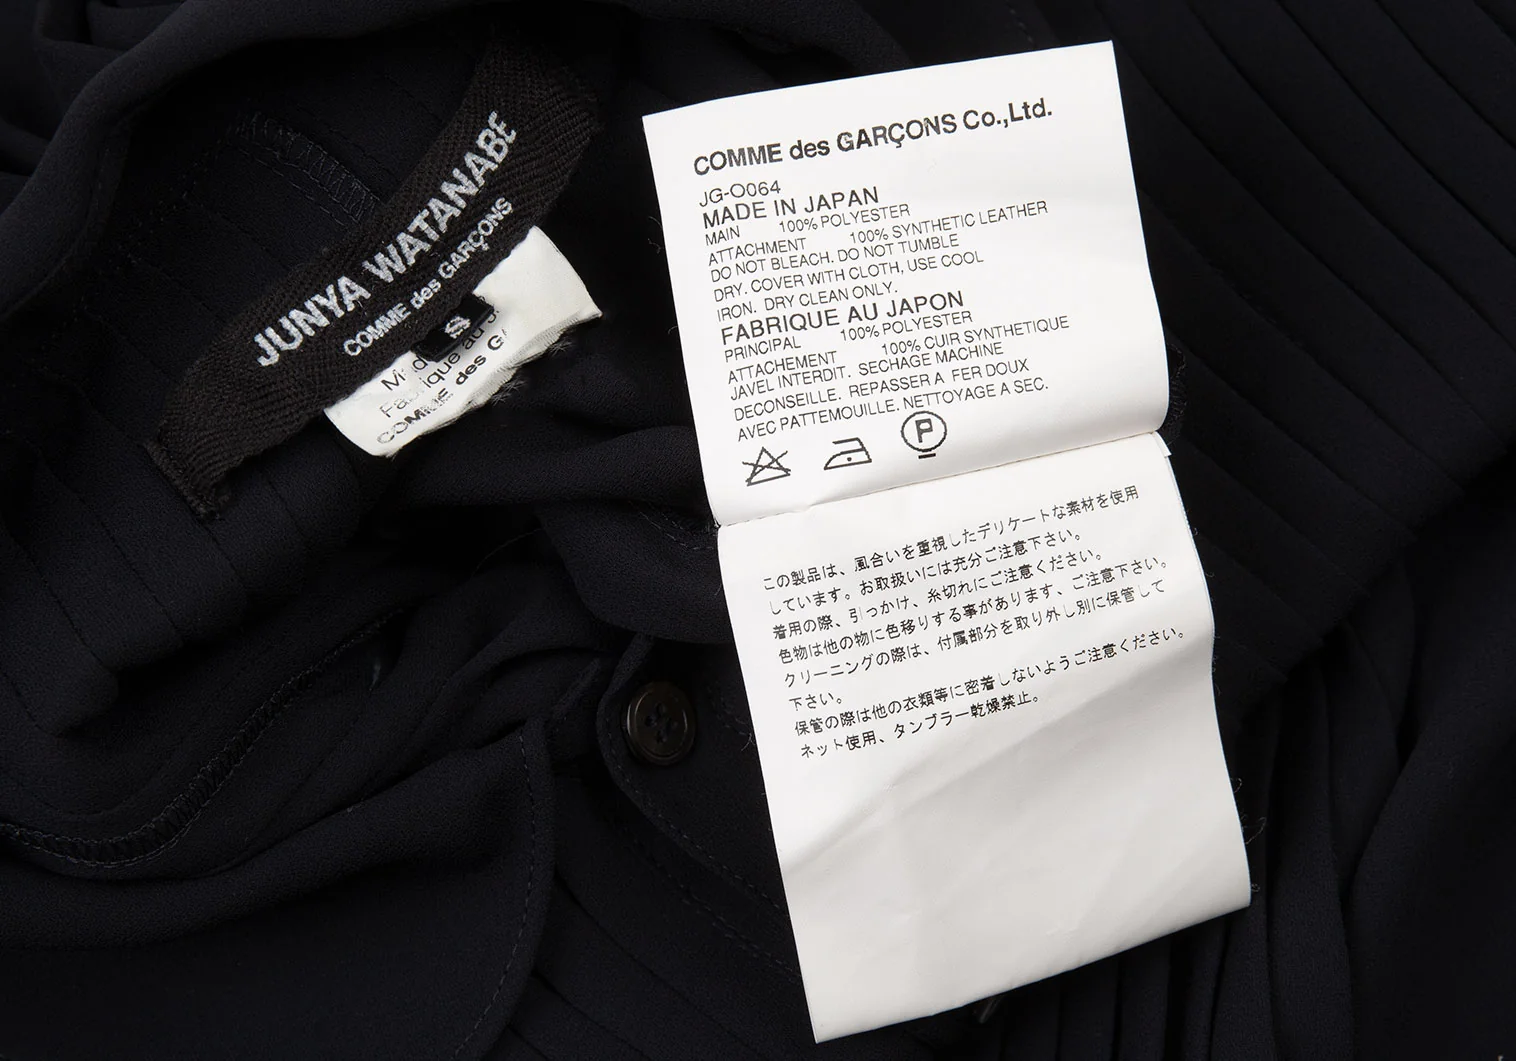 JUNYA WATANABE
COMME des GARÇONS
S
Fabrique au
COMME des
COMME des GARÇONS Co.,Ltd.
JG-O064
MADE IN JAPAN
MAIN 100% POLYESTER
ATTACHMENT 100% SYNTHETIC LEATHER
DO NOT BLEACH. DO NOT TUMBLE
DRY. COVER WITH CLOTH, USE COOL
IRON. DRY CLEAN ONLY.
FABRIQUE AU JAPON
PRINCIPAL 100% POLYESTER
ATTACHEMENT 100% CUIR SYNTHETIQUE
JAVEL INTERDIT. SECHAGE MACHINE
DECONSEILLE. REPASSER A FER DOUX
AVEC PATTEMOUILLE. NETTOYAGE A SEC.
P
この製品は、風合いを重視したデリケートな素材を使用
しています。お取扱いには充分ご注意下さい。
着用の際、引っかけ、糸切れにご注意ください。
色物は他の物に色移りする事があります、ご注意下さい。
クリーニングの際は、付属部分を取り外し別に保管して
下さい。
保管の際は他の衣類等に密着しないようご注意ください。
ネット使用、タンブラー乾燥禁止。